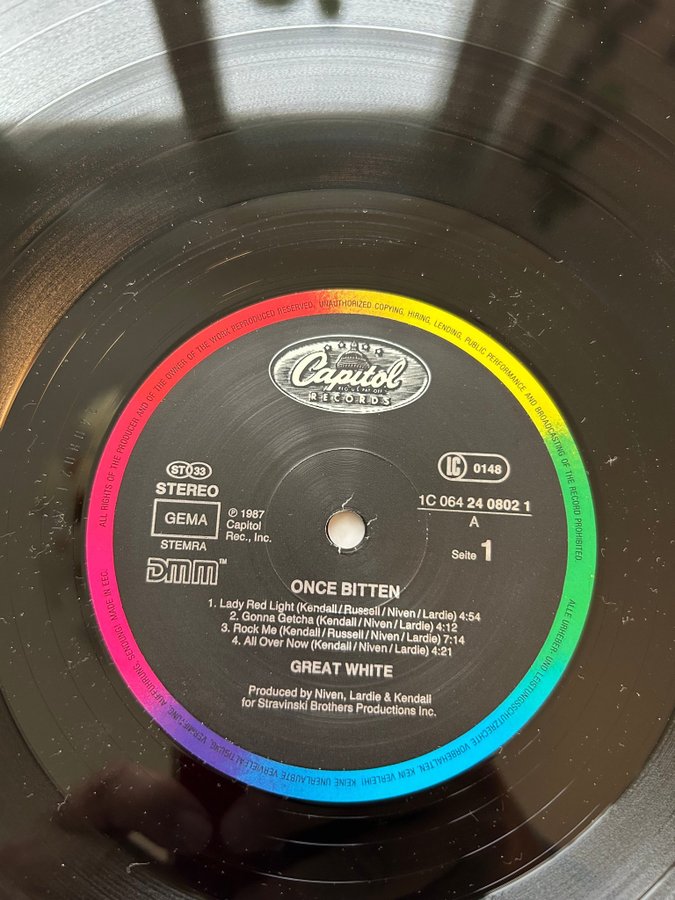 ALL RIGHTS OF THE PRODUCER AND OF THE OWNER OF THE WORK REPRODUCED RESERVED. UNAUTHORIZED COPYING, HIRING, LENDING, PUBLIC PERFORMANCE AND BROADCASTING OF THE RECORD PROHIBITED.
ALLE URHEBER- UND LEISTUNGSSCHUTZRECHTE VORBEHALTEN. KEIN VERLEIH! KEINE UNERLAUBTE VERVIELFÄLTIGUNG, VERMIETUNG, AUFFÜHRUNG, SENDUNG! MADE IN EEC.
Capitol
RECORDS
ST 33
STEREO
GEMA
STEMRA
DMM™
℗ 1987
Capitol
Rec., Inc.
LC 0148
1C 064 24 0802 1
A
Seite 1
ONCE BITTEN
1. Lady Red Light (Kendall/Russell/Niven/Lardie) 4:54
2. Gonna Getcha (Kendall/Niven/Lardie) 4:12
3. Rock Me (Kendall/Russell/Niven/Lardie) 7:14
4. All Over Now (Kendall/Niven/Lardie) 4:21
GREAT WHITE
Produced by Niven, Lardie & Kendall
for Stravinski Brothers Productions Inc.